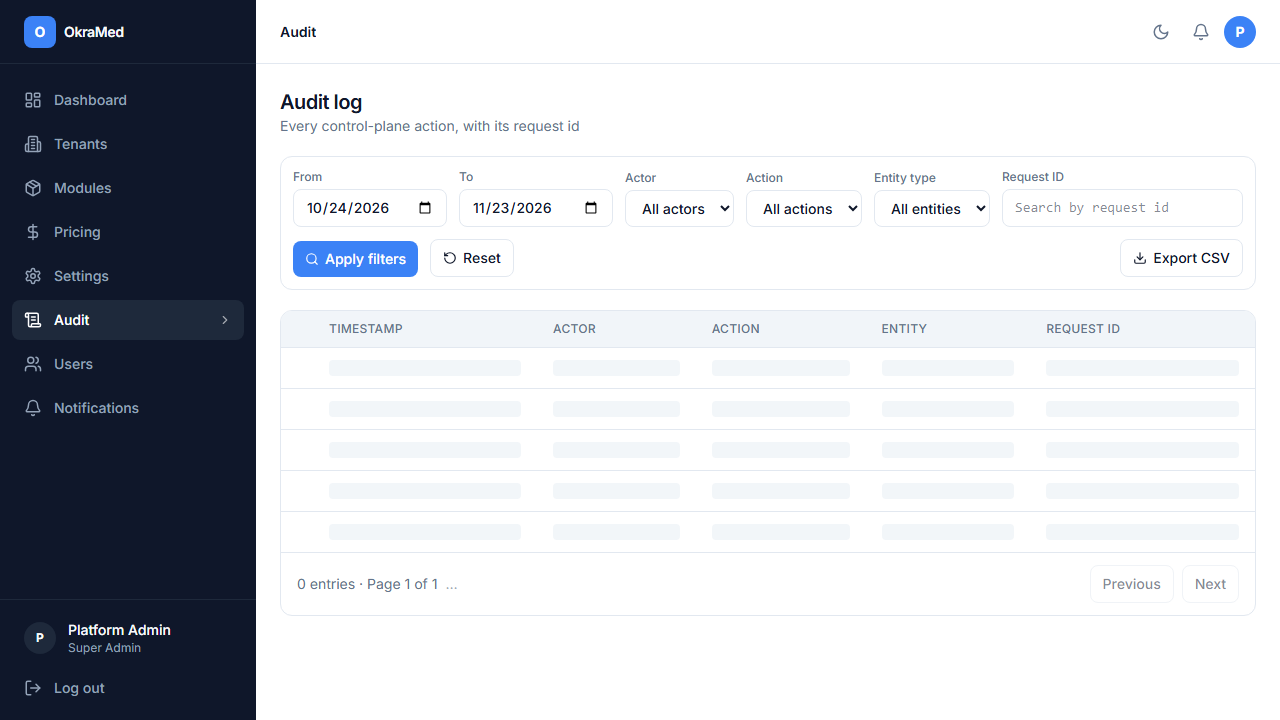 O OkraMed
Audit
P
Dashboard
Tenants
Modules
Pricing
Settings
Audit
Users
Notifications
P
Platform Admin
Super Admin
Log out
Audit log
Every control-plane action, with its request id
From To Actor Action Entity type Request ID
10/24/2026 11/23/2026 All actors All actions All entities Search by request id
Apply filters Reset Export CSV
TIMESTAMP ACTOR ACTION ENTITY REQUEST ID
0 entries · Page 1 of 1 ... Previous Next